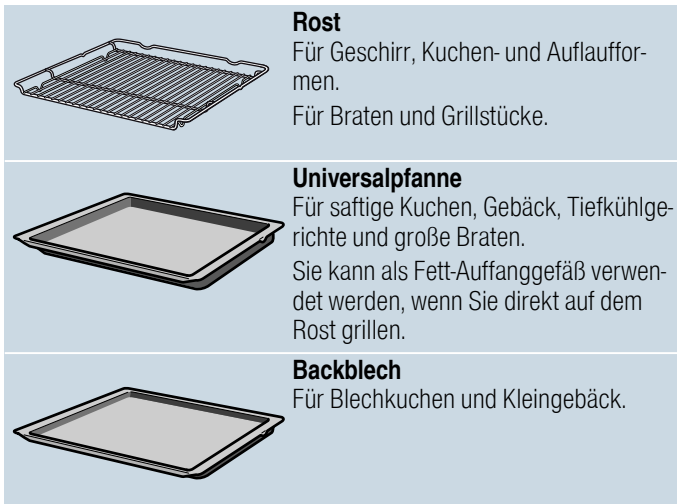 Rost
Für Geschirr, Kuchen- und Auflauffor-
men.
Für Braten und Grillstücke.
Universalpfanne
Für saftige Kuchen, Gebäck, Tiefkühlge-
richte und große Braten.
Sie kann als Fett-Auffanggefäß verwen-
det werden, wenn Sie direkt auf dem
Rost grillen.
Backblech
Für Blechkuchen und Kleingebäck.